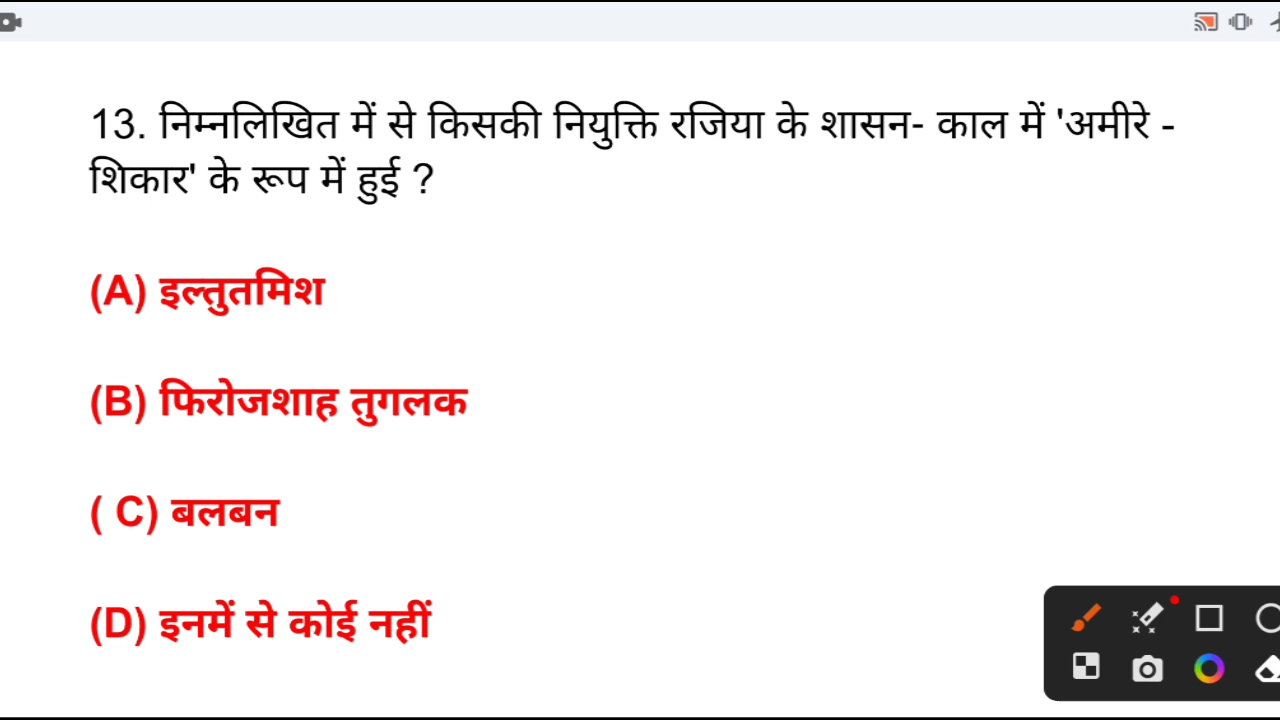 13. निम्नलिखित में से किसकी नियुक्ति रजिया के शासन- काल में 'अमीरे -
शिकार' के रूप में हुई ?
(A) इल्तुतमिश
(B) फिरोजशाह तुगलक
( C) बलबन
(D) इनमें से कोई नहीं